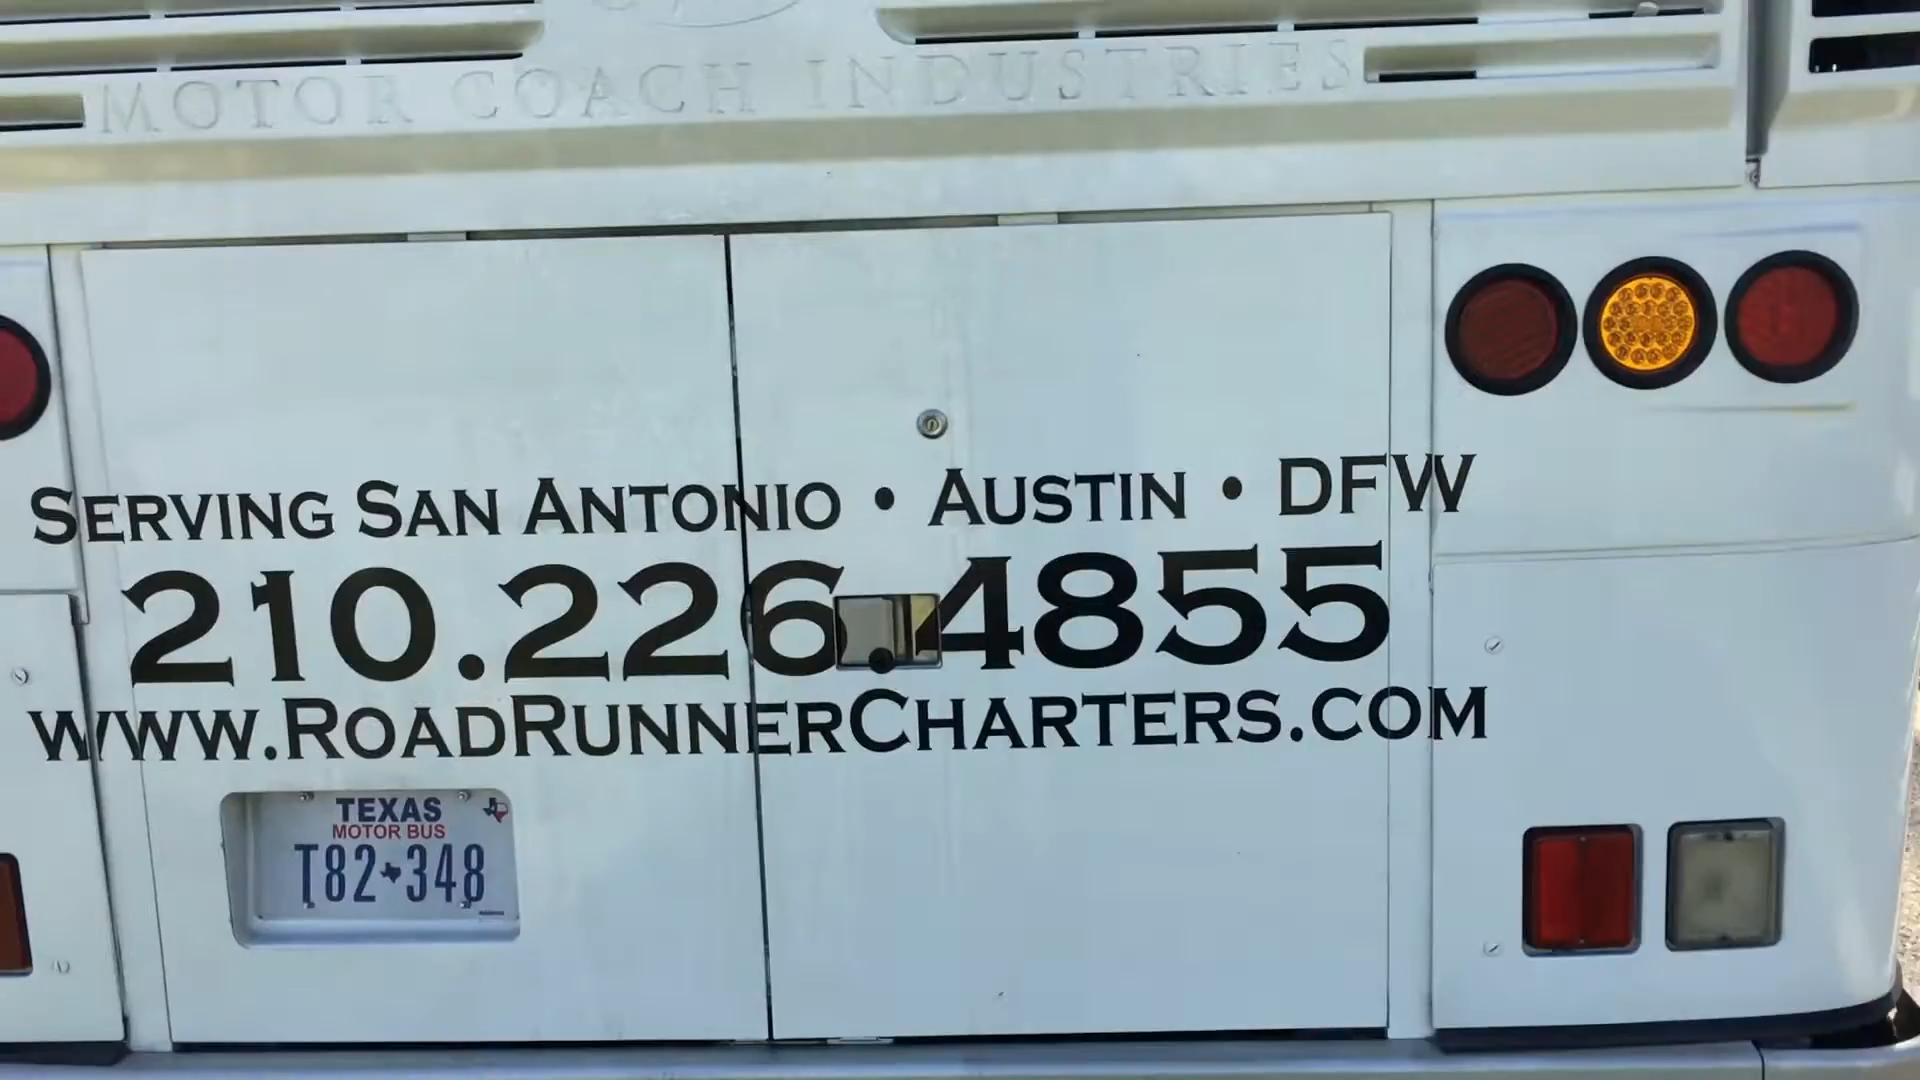 MOTOR COACH INDUSTRIES
SERVING SAN ANTONIO • AUSTIN • DFW
210.226.4855
WWW.ROADRUNNERCHARTERS.COM
TEXAS
MOTOR BUS
T82 348